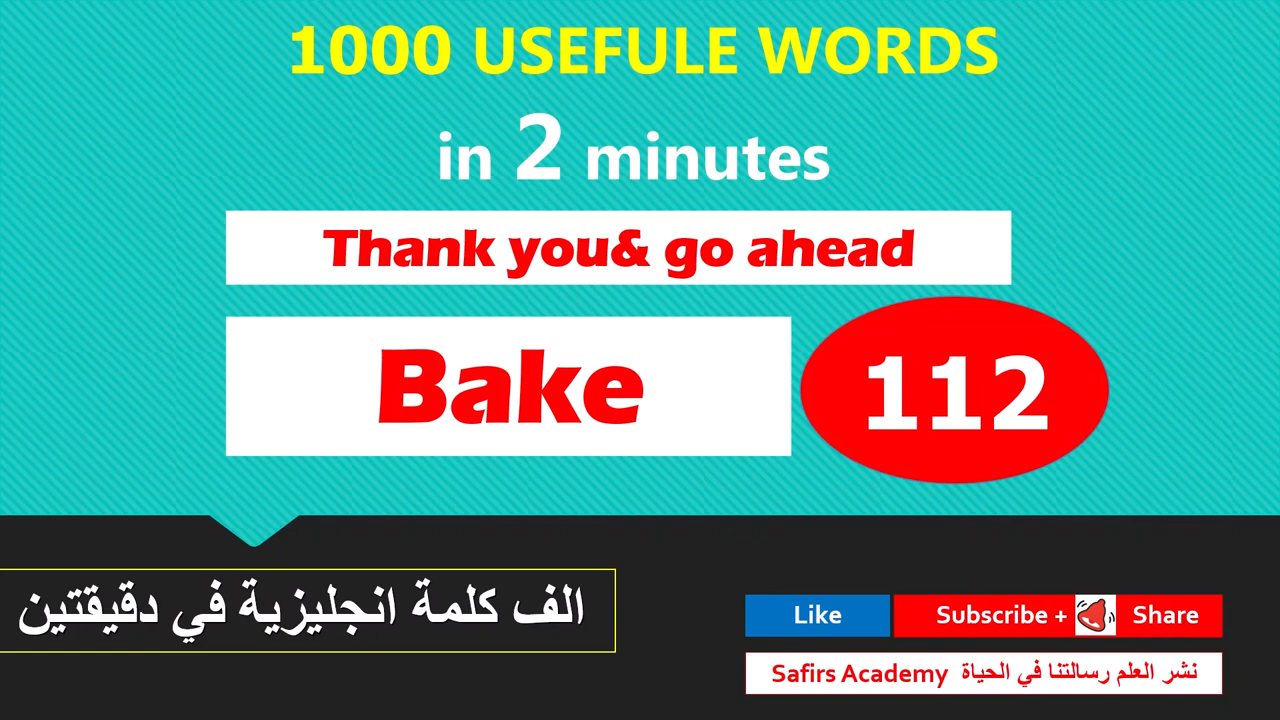 1000 USEFULE WORDS
in 2 minutes
Thank you& go ahead
Bake
112
الف كلمة انجليزية في دقيقتين
Like
Subscribe +
Share
Safirs Academy نشر العلم رسالتنا في الحياة